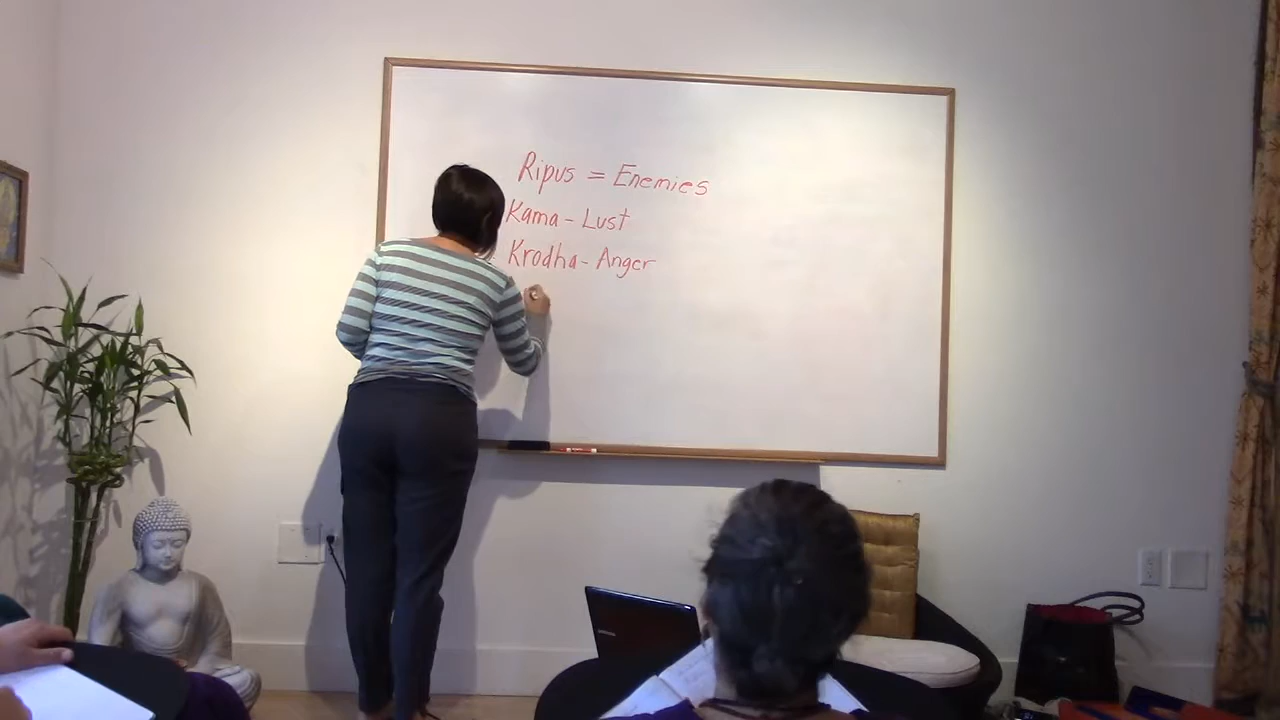 Ripus = Enemies
Kama - Lust
Krodha - Anger